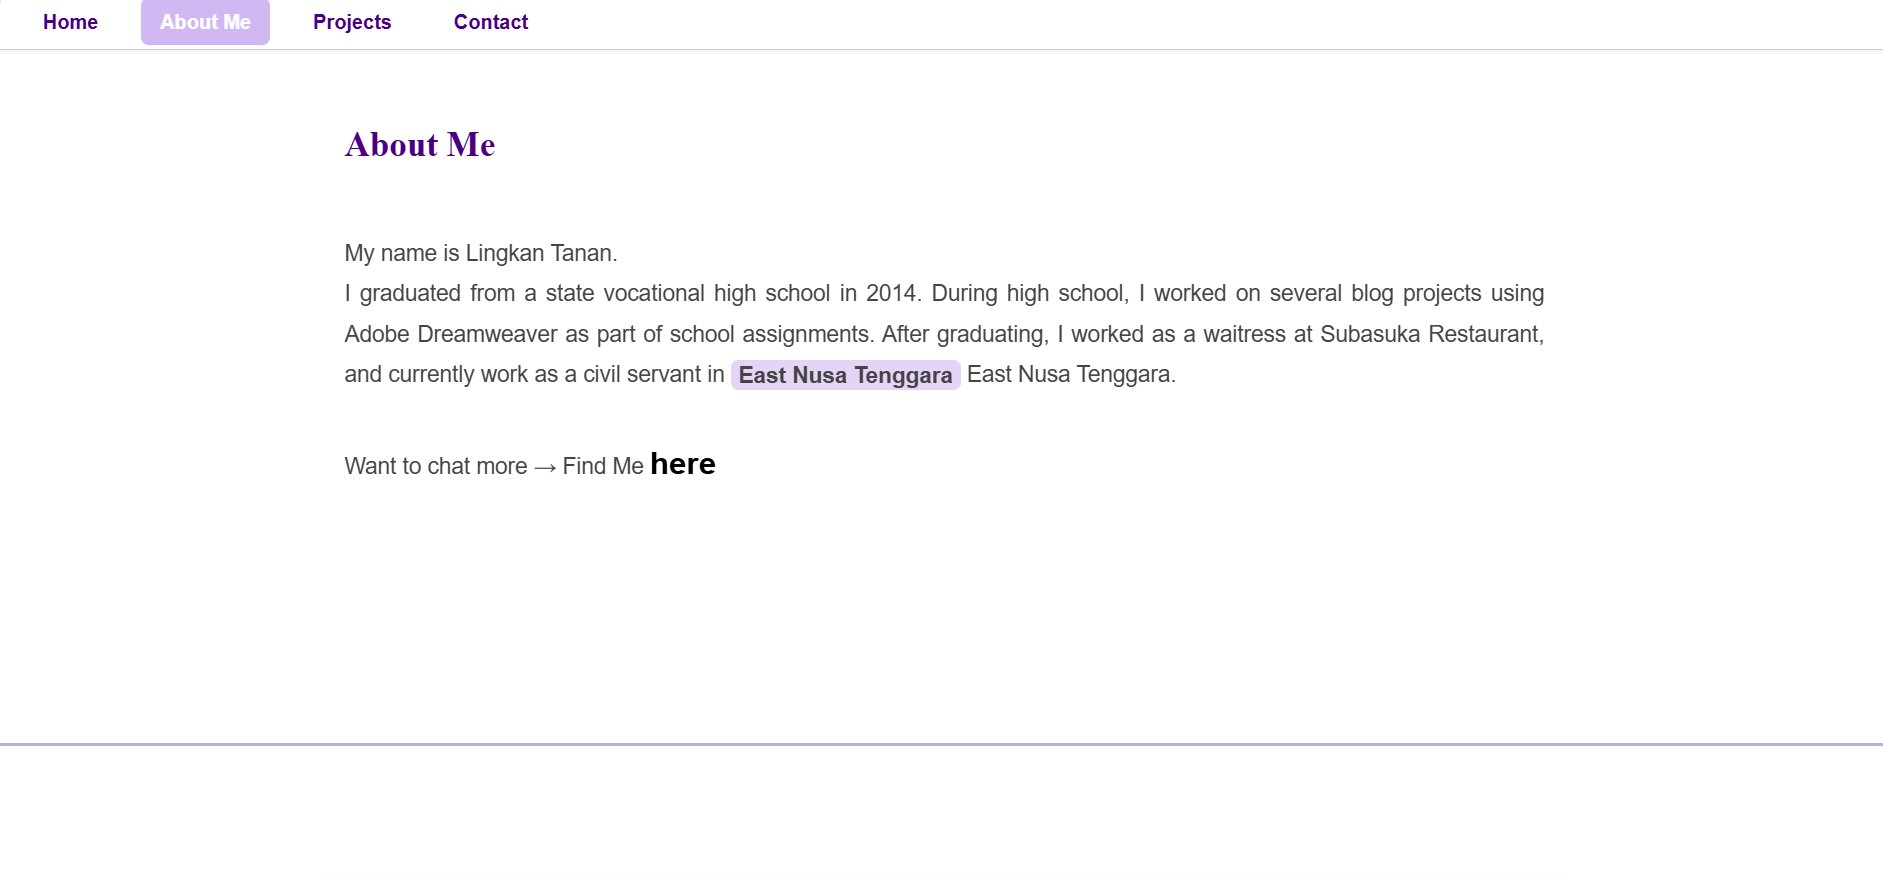 Home About Me Projects Contact
About Me
My name is Lingkan Tanan.
I graduated from a state vocational high school in 2014. During high school, I worked on several blog projects using
Adobe Dreamweaver as part of school assignments. After graduating, I worked as a waitress at Subasuka Restaurant,
and currently work as a civil servant in East Nusa Tenggara East Nusa Tenggara.
Want to chat more → Find Me here